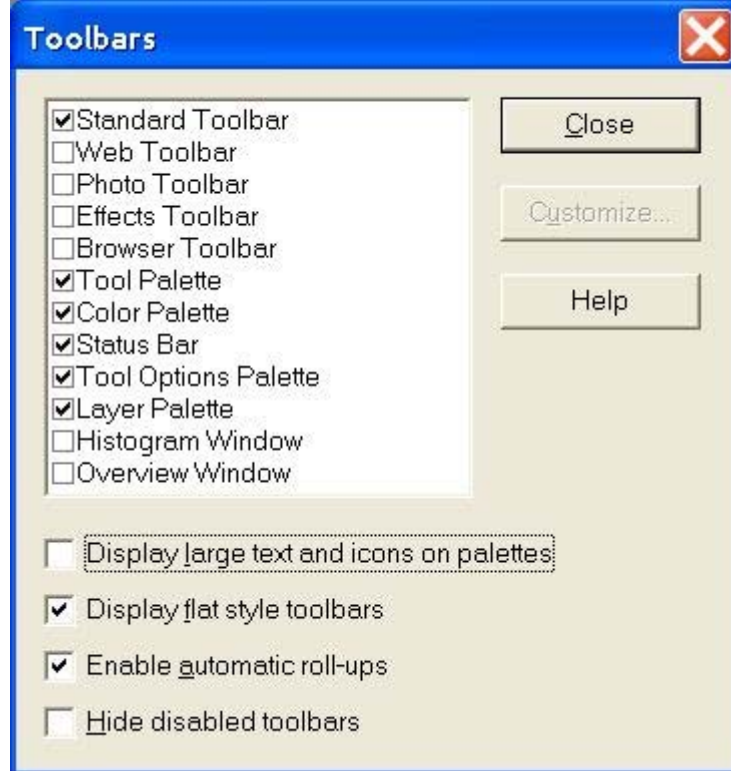 Toolbars
Standard Toolbar
Web Toolbar
Photo Toolbar
Effects Toolbar
Browser Toolbar
Tool Palette
Color Palette
Status Bar
Tool Options Palette
Layer Palette
Histogram Window
Overview Window
Close
Customize...
Help
Display large text and icons on palettes
Display flat style toolbars
Enable automatic roll-ups
Hide disabled toolbars